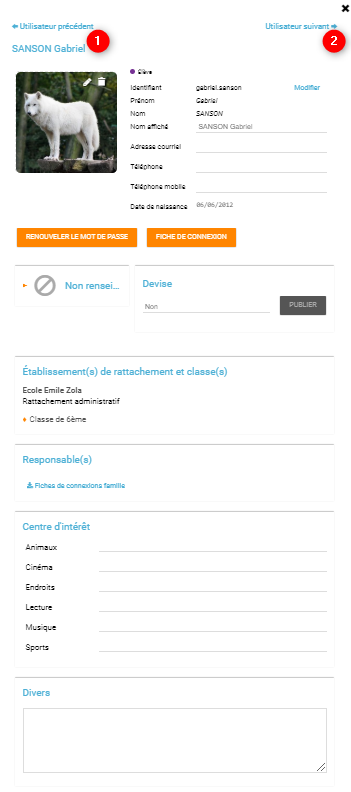 Utilisateur précédent
Utilisateur suivant
1
2
SANSON Gabriel
Elève
Identifiant gabriel.sanson Modifier
Prénom Gabriel
Nom SANSON
Nom affiché SANSON Gabriel
Adresse courriel
Téléphone
Téléphone mobile
Date de naissance 06/06/2012
RENOUVELER LE MOT DE PASSE
FICHE DE CONNEXION
Non rensei...
Devise
Non
PUBLIER
Établissement(s) de rattachement et classe(s)
Ecole Emile Zola
Rattachement administratif
Classe de 6ème
Responsable(s)
Fiches de connexions famille
Centre d'intérêt
Animaux
Cinéma
Endroits
Lecture
Musique
Sports
Divers